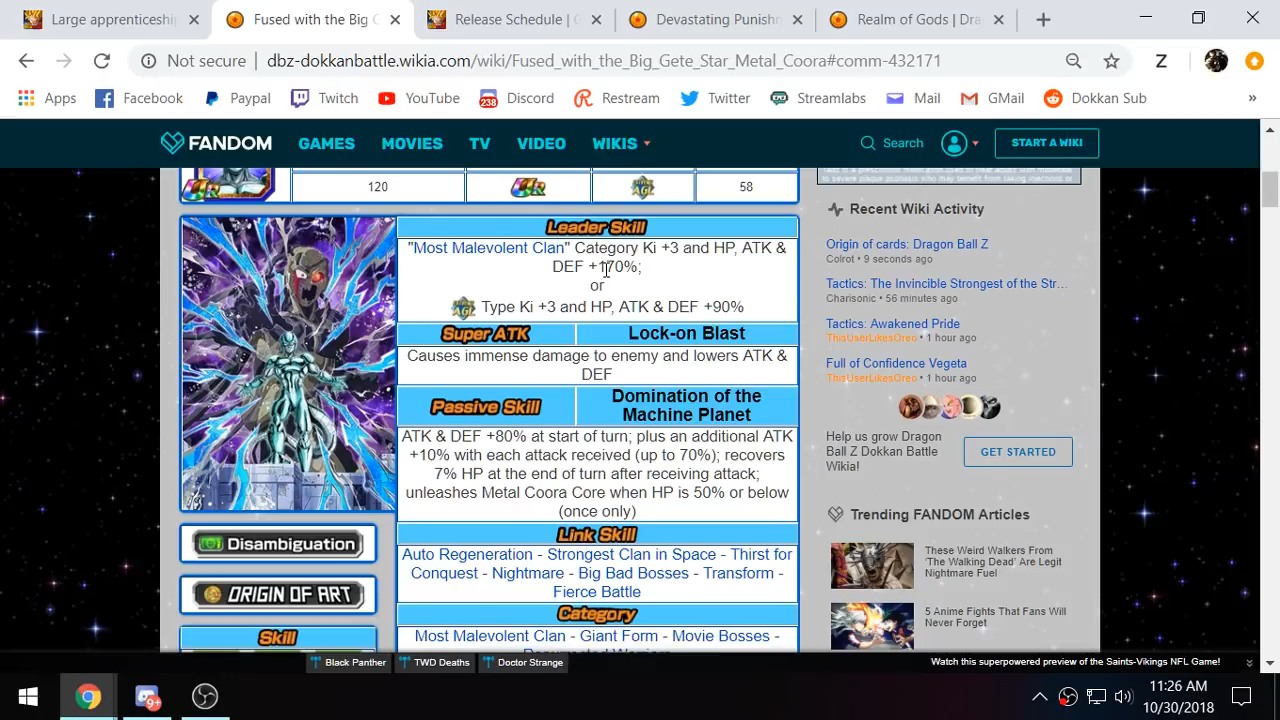 Large apprenticeship
Fused with the Big G
Release Schedule | G
Devastating Punishm
Realm of Gods | Dra
Not secure
dbz-dokkanbattle.wikia.com/wiki/Fused_with_the_Big_Gete_Star_Metal_Coora#comm-432171
Z
Apps
Facebook
Paypal
Twitch
YouTube
238
Discord
Restream
Twitter
Streamlabs
Mail
GMail
Dokkan Sub
»
FANDOM
GAMES
MOVIES
TV
VIDEO
WIKIS
Search
START A WIKI
UR
120
UR
AGL
58
Leader Skill
"Most Malevolent Clan" Category Ki +3 and HP, ATK &
DEF +170%;
or
AGL Type Ki +3 and HP, ATK & DEF +90%
Super ATK
Lock-on Blast
Causes immense damage to enemy and lowers ATK &
DEF
Passive Skill
Domination of the
Machine Planet
ATK & DEF +80% at start of turn; plus an additional ATK
+10% with each attack received (up to 70%); recovers
7% HP at the end of turn after receiving attack;
unleashes Metal Coora Core when HP is 50% or below
(once only)
Link Skill
Auto Regeneration - Strongest Clan in Space - Thirst for
Conquest - Nightmare - Big Bad Bosses - Transform -
Fierce Battle
Category
Most Malevolent Clan - Giant Form - Movie Bosses -
Resurrected Warriors
Disambiguation
ORIGIN OF ART
Skill
Recent Wiki Activity
Origin of cards: Dragon Ball Z
Colrot • 9 seconds ago
Tactics: The Invincible Strongest of the Str...
Charisonic • 56 minutes ago
Tactics: Awakened Pride
ThisUserLikesOreo • 1 hour ago
Full of Confidence Vegeta
ThisUserLikesOreo • 1 hour ago
Help us grow Dragon
Ball Z Dokkan Battle
Wikia!
GET STARTED
Trending FANDOM Articles
These Weird Walkers From
'The Walking Dead' Are Legit
Nightmare Fuel
5 Anime Fights That Fans Will
Never Forget
Black Panther
TWD Deaths
Doctor Strange
Watch this superpowered preview of the Saints-Vikings NFL Game!
9+
11:26 AM
10/30/2018